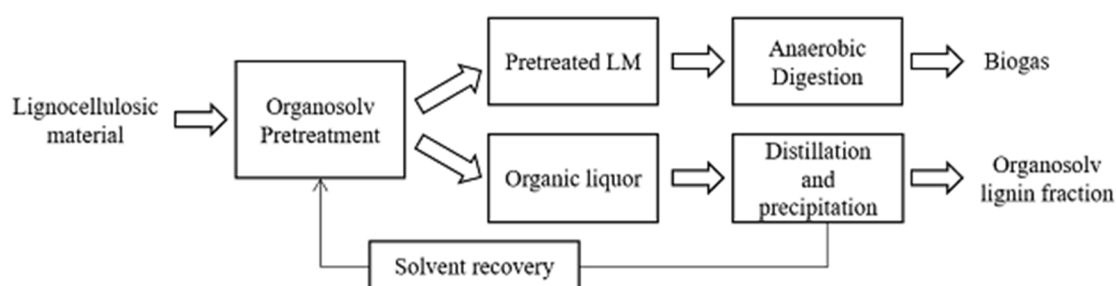 Lignocellulosic
material
Organosolv
Pretreatment
Pretreated LM
Anaerobic
Digestion
Biogas
Organic liquor
Distillation
and
precipitation
Organosolv
lignin fraction
Solvent recovery